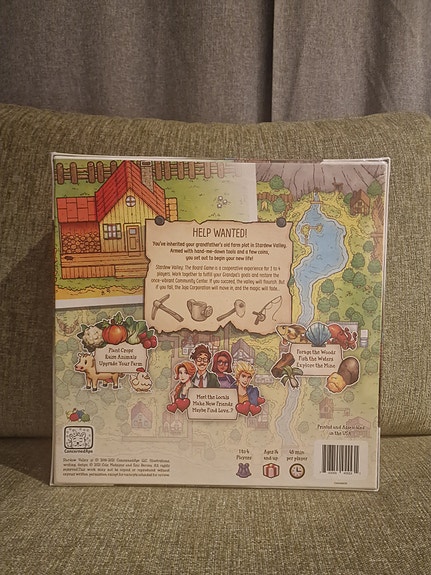 HELP WANTED!
You've inherited your grandfather's old farm plot in Stardew Valley.
Armed with hand-me-down tools and a few coins,
you set out to begin your new life!
Stardew Valley: The Board Game is a cooperative experience for 1 to 4
players. Work together to fulfill your Grandpa's goals and restore the
once-vibrant Community Center. If you succeed, the valley will flourish. But
if you fail, the Joja Corporation will move in, and the magic will fade.
Plant Crops
Raise Animals
Upgrade Your Farm
Forage the Woods
Fish the Waters
Explore the Mine
Meet the Locals
Make New Friends
Maybe Find Love..?
Printed and Assembled
in the USA
ConcernedApe
1 to 4
Players
Ages 14
and up
45 min
per player